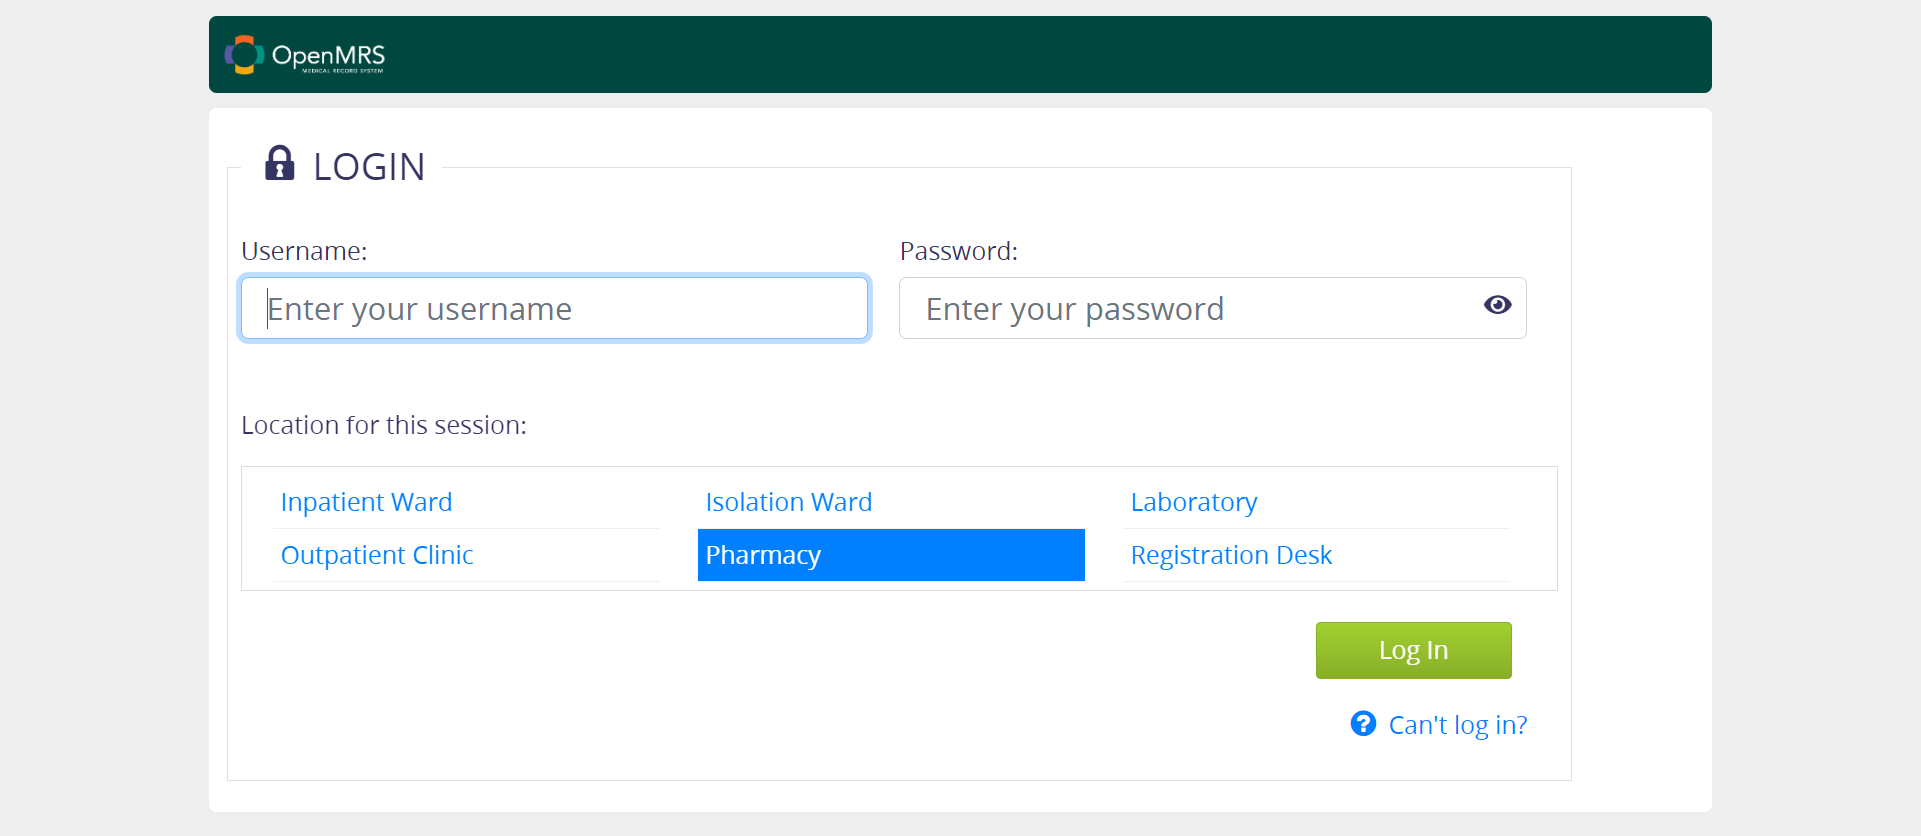 OpenMRS
MEDICAL RECORD SYSTEM
LOGIN
Username:
Password:
Enter your username
Enter your password
Location for this session:
Inpatient Ward
Isolation Ward
Laboratory
Outpatient Clinic
Pharmacy
Registration Desk
Log In
? Can't log in?